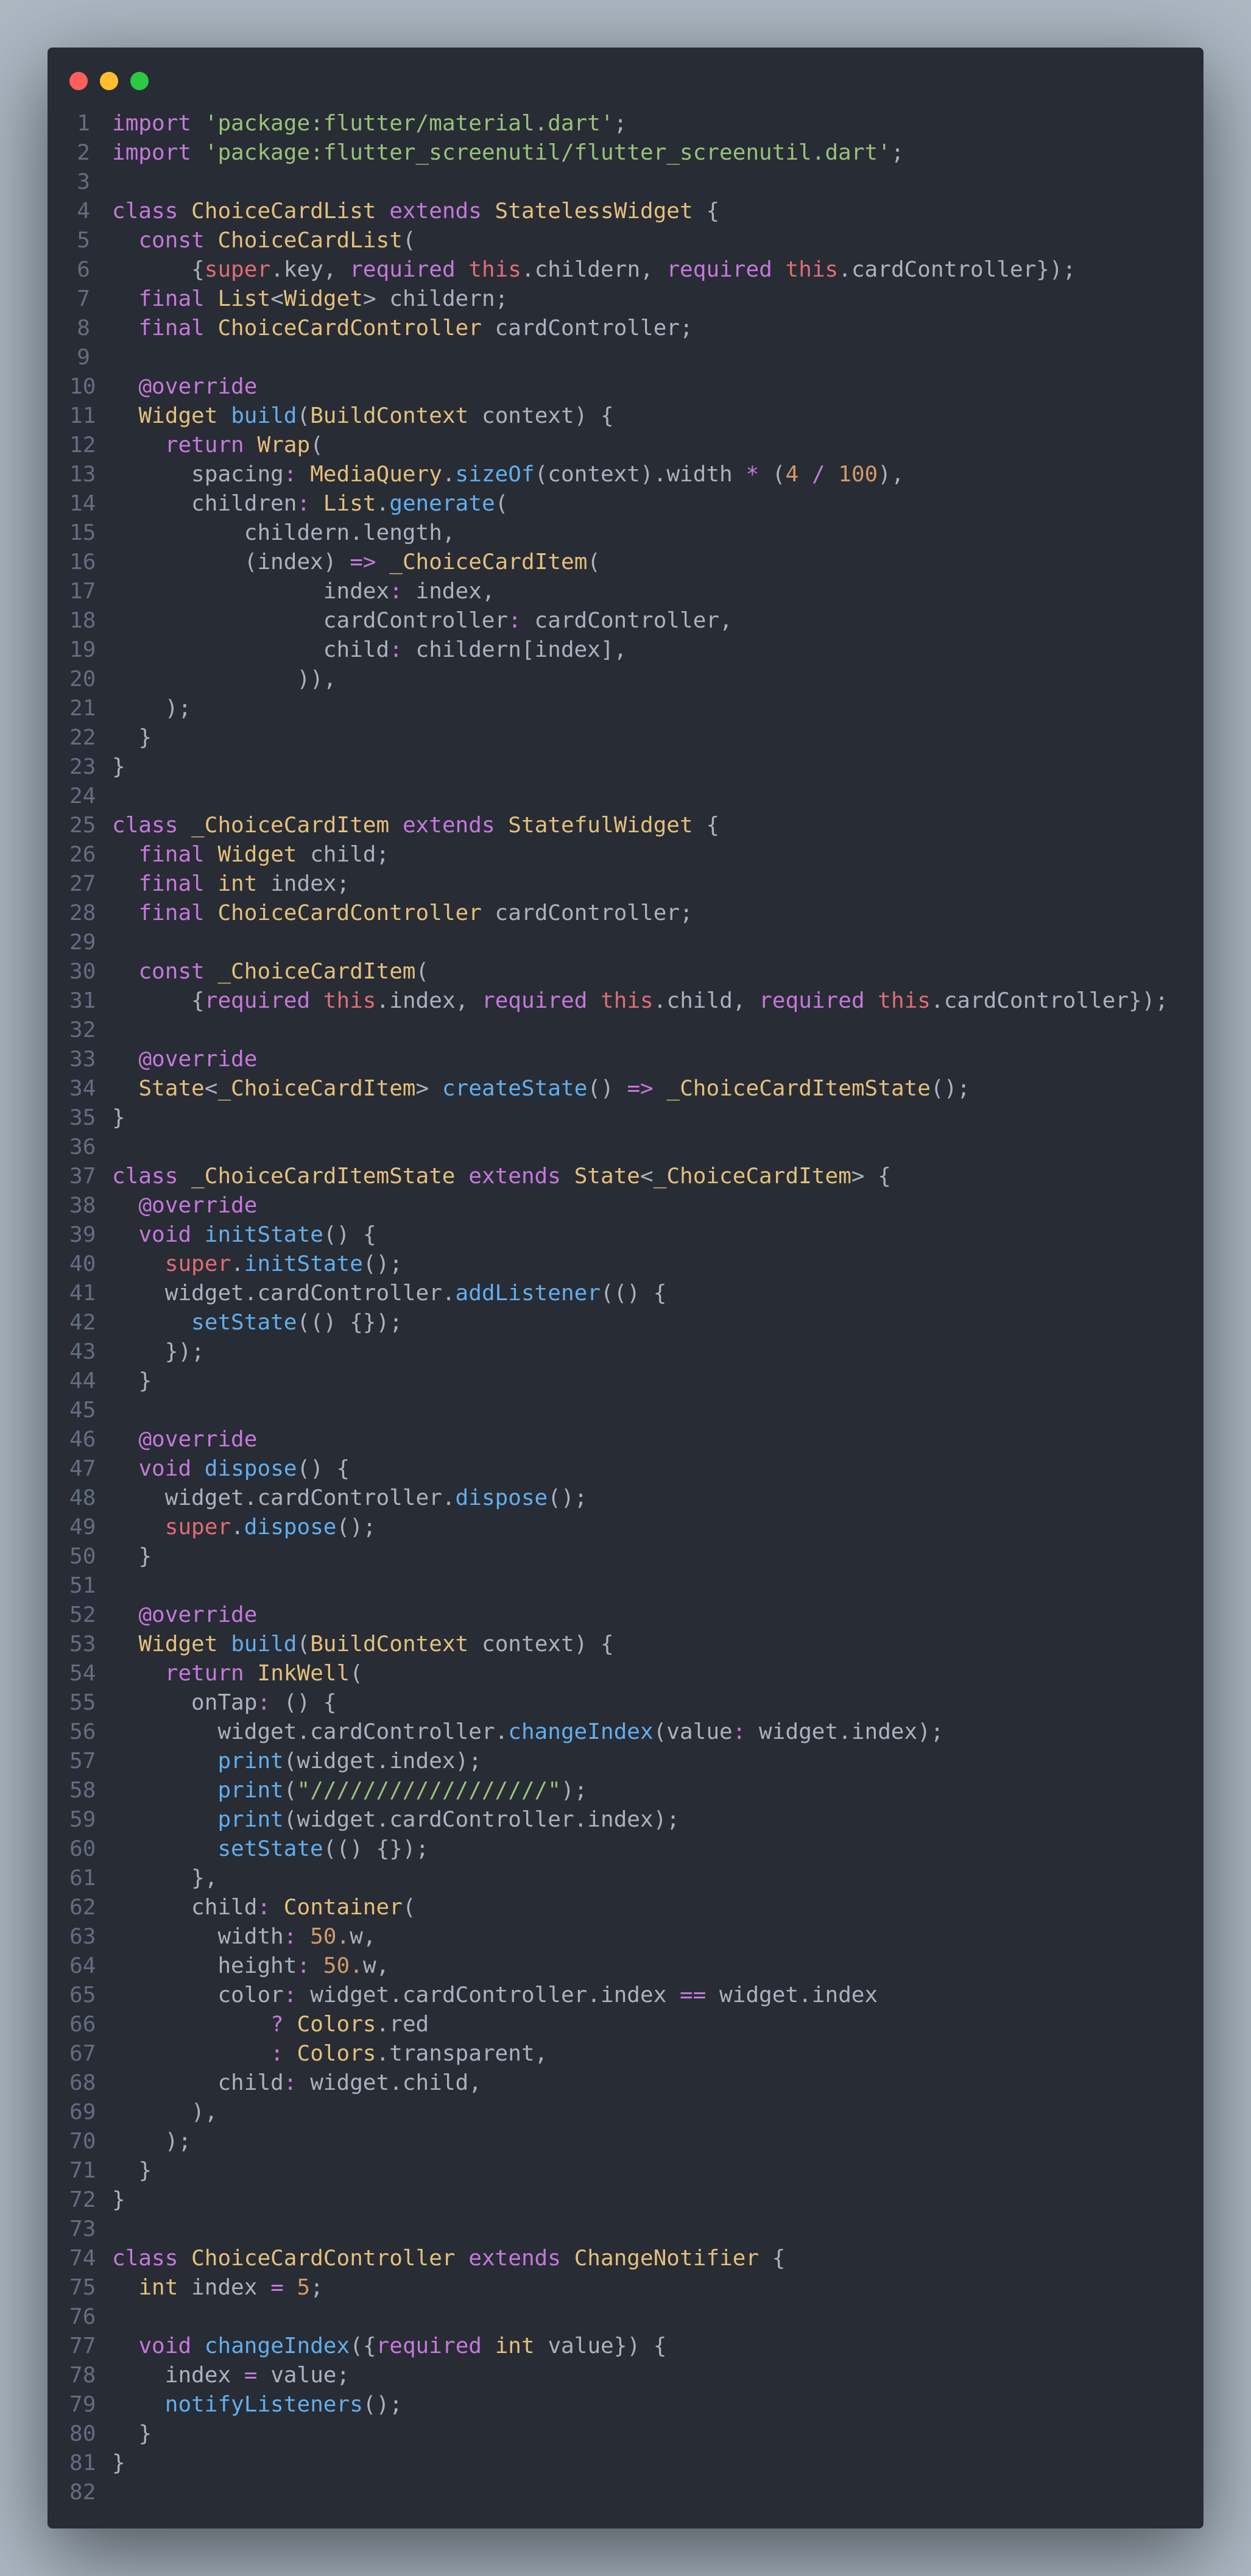 1 import 'package:flutter/material.dart';
2 import 'package:flutter_screenutil/flutter_screenutil.dart';
3
4 class ChoiceCardList extends StatelessWidget {
5   const ChoiceCardList(
6       {super.key, required this.childern, required this.cardController});
7   final List<Widget> childern;
8   final ChoiceCardController cardController;
9
10   @override
11   Widget build(BuildContext context) {
12     return Wrap(
13       spacing: MediaQuery.sizeOf(context).width * (4 / 100),
14       children: List.generate(
15           childern.length,
16           (index) => _ChoiceCardItem(
17                 index: index,
18                 cardController: cardController,
19                 child: childern[index],
20               )),
21     );
22   }
23 }
24
25 class _ChoiceCardItem extends StatefulWidget {
26   final Widget child;
27   final int index;
28   final ChoiceCardController cardController;
29
30   const _ChoiceCardItem(
31       {required this.index, required this.child, required this.cardController});
32
33   @override
34   State<_ChoiceCardItem> createState() => _ChoiceCardItemState();
35 }
36
37 class _ChoiceCardItemState extends State<_ChoiceCardItem> {
38   @override
39   void initState() {
40     super.initState();
41     widget.cardController.addListener(() {
42       setState(() {});
43     });
44   }
45
46   @override
47   void dispose() {
48     widget.cardController.dispose();
49     super.dispose();
50   }
51
52   @override
53   Widget build(BuildContext context) {
54     return InkWell(
55       onTap: () {
56         widget.cardController.changeIndex(value: widget.index);
57         print(widget.index);
58         print("//////////////////");
59         print(widget.cardController.index);
60         setState(() {});
61       },
62       child: Container(
63         width: 50.w,
64         height: 50.w,
65         color: widget.cardController.index == widget.index
66             ? Colors.red
67             : Colors.transparent,
68         child: widget.child,
69       ),
70     );
71   }
72 }
73
74 class ChoiceCardController extends ChangeNotifier {
75   int index = 5;
76
77   void changeIndex({required int value}) {
78     index = value;
79     notifyListeners();
80   }
81 }
82